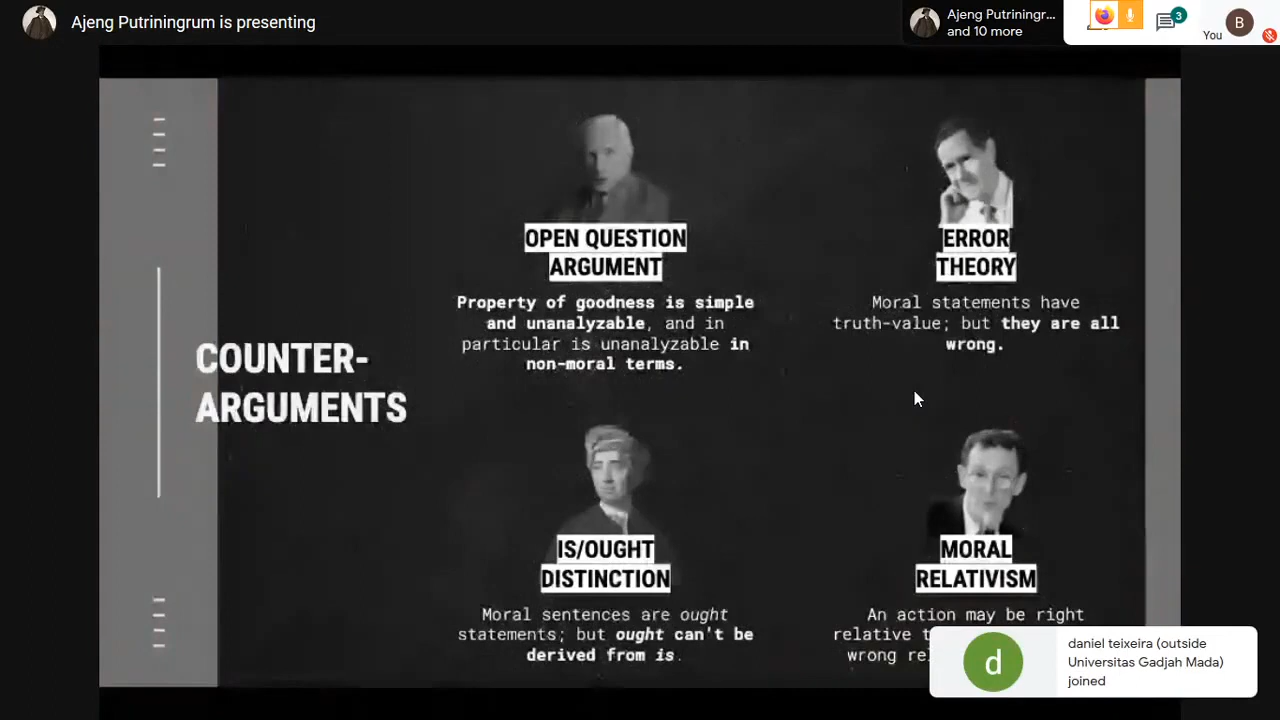 Ajeng Putriningrum is presenting
Ajeng Putriningr...
and 10 more
3
You
B
COUNTER-
ARGUMENTS
OPEN QUESTION
ARGUMENT
Property of goodness is simple
and unanalyzable, and in
particular is unanalyzable in
non-moral terms.
ERROR
THEORY
Moral statements have
truth-value; but they are all
wrong.
IS/OUGHT
DISTINCTION
Moral sentences are ought
statements; but ought can't be
derived from is.
MORAL
RELATIVISM
An action may be right
relative
wrong
d
daniel teixeira (outside
Universitas Gadjah Mada)
joined